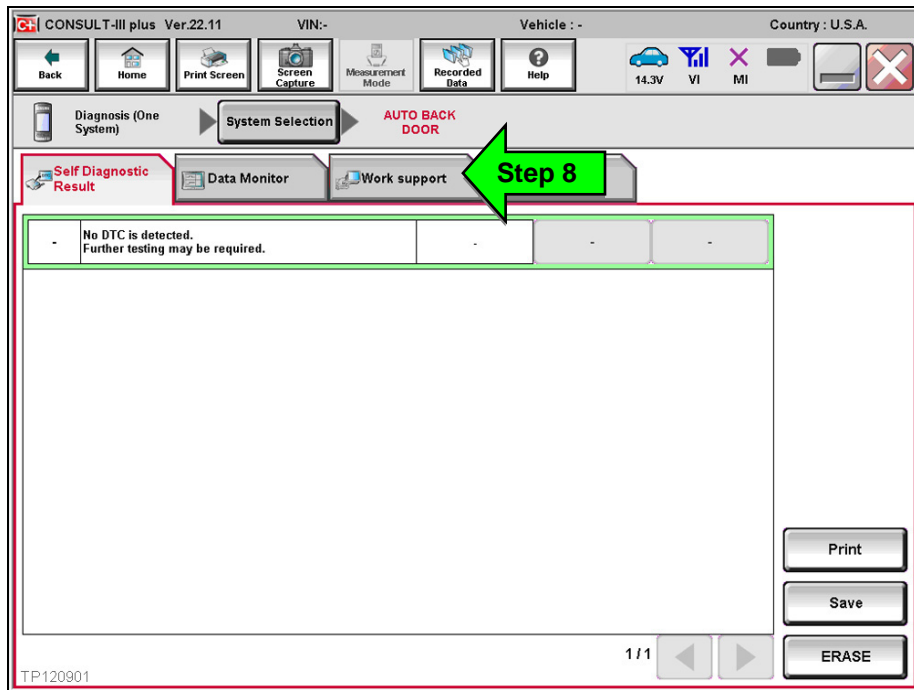 CONSULT-III plus Ver.22.11 VIN:- Vehicle : - Country : U.S.A.
Back
Home
Print Screen
Screen
Capture
Measurement
Mode
Recorded
Data
Help
14.3V
VI
MI
Diagnosis (One
System)
System Selection
AUTO BACK
DOOR
Self Diagnostic
Result
Data Monitor
Work support
Step 8
- No DTC is detected.
Further testing may be required.
- - -
1/1
Print
Save
ERASE
TP120901